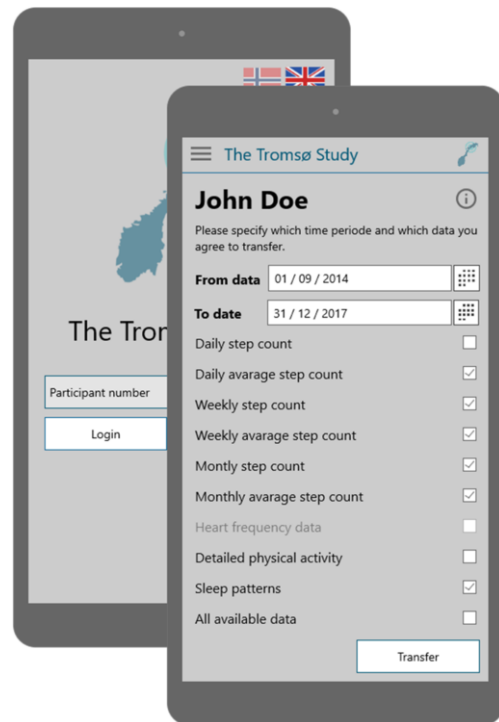 The Tror
Participant number
Login
The Tromsø Study
John Doe
Please specify which time periode and which data you
agree to transfer.
From data 01 / 09 / 2014
To date 31 / 12 / 2017
Daily step count
Daily avarage step count
Weekly step count
Weekly avarage step count
Montly step count
Monthly avarage step count
Heart frequency data
Detailed physical activity
Sleep patterns
All available data
Transfer